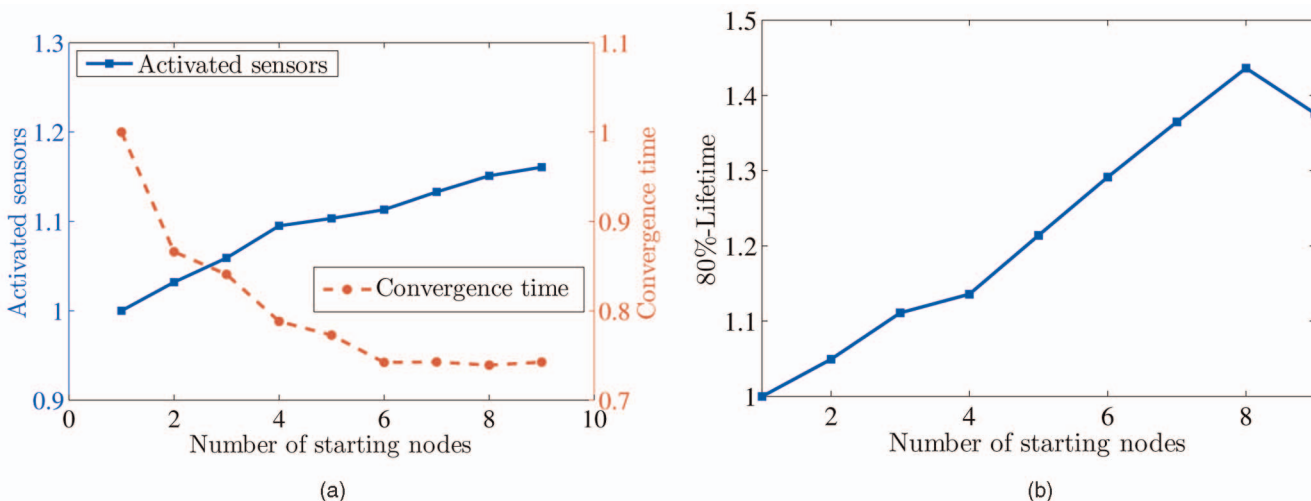 1.3
1.2
1.1
1
0.9
Activated sensors
Activated sensors
Convergence time
1.1
1
0.9
0.8
0.7
Convergence time
0 2 4 6 8 10
Number of starting nodes
(a)
1.5
1.4
1.3
1.2
1.1
1
80%-Lifetime
2 4 6 8
Number of starting nodes
(b)